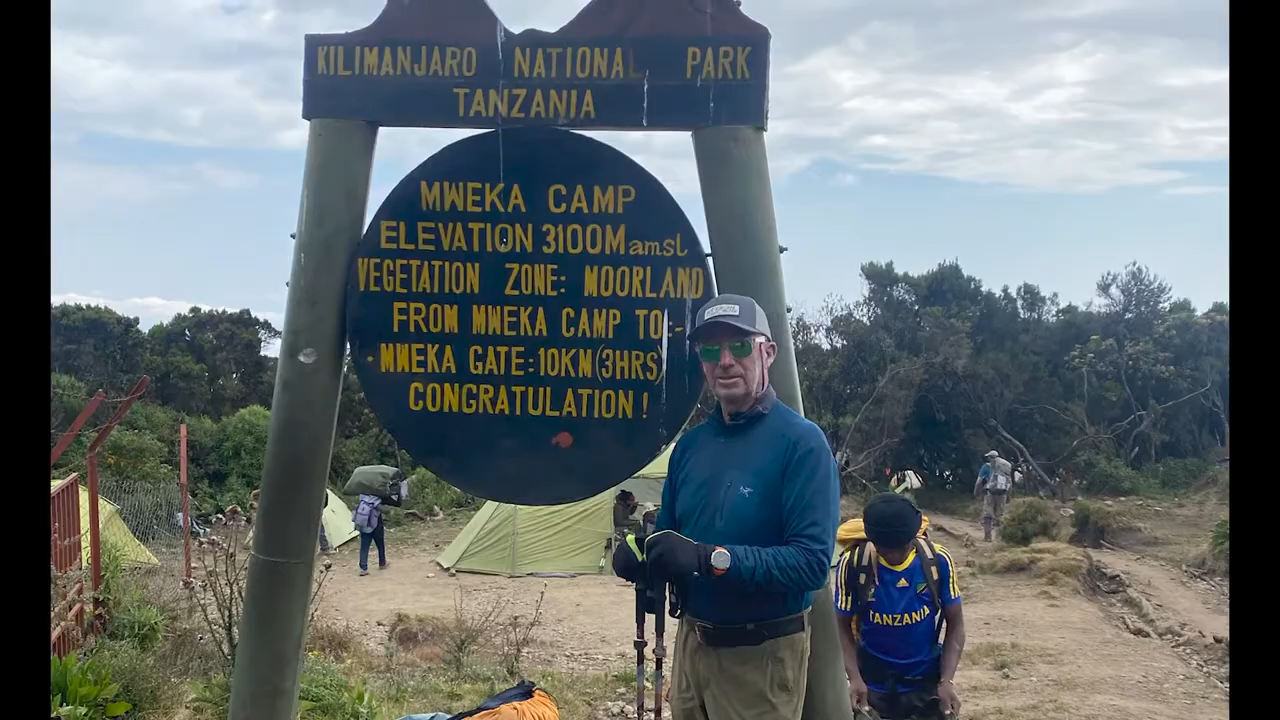 KILIMANJARO NATIONAL PARK
TANZANIA
MWEKA CAMP
ELEVATION 3100M amsl
VEGETATION ZONE: MOORLAND
FROM MWEKA CAMP TO:-
MWEKA GATE:10KM(3HRS)
CONGRATULATION!
TANZANIA